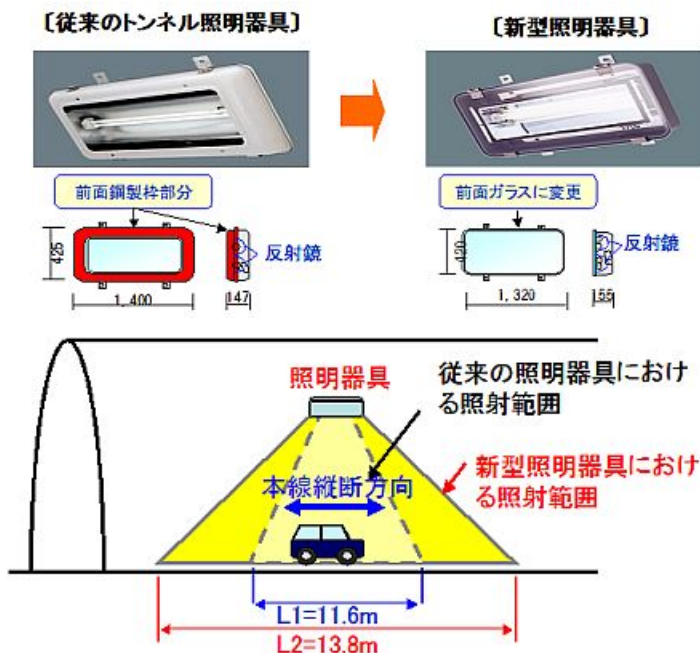 〔従来のトンネル照明器具〕
〔新型照明器具〕
前面鋼製枠部分
前面ガラスに変更
425
反射鏡
1,400
147
420
反射鏡
1,320
155
照明器具
従来の照明器具におけ
る照射範囲
新型照明器具におけ
る照射範囲
本線縦断方向
L1=11.6m
L2=13.8m